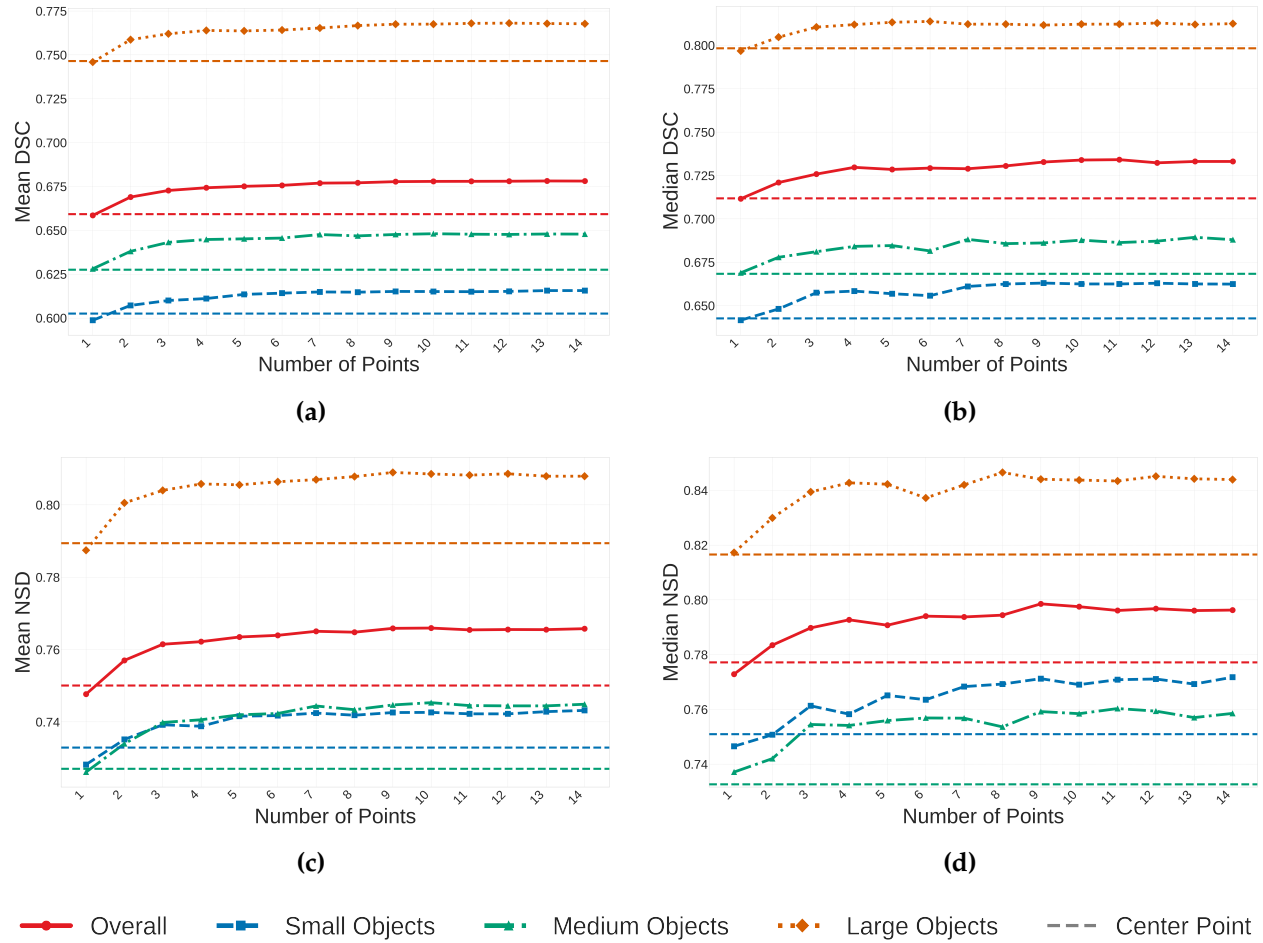 0.775
0.750
0.725
0.700
0.675
0.650
0.625
0.600
Mean DSC
1 2 3 4 5 6 7 8 9 10 11 12 13 14
Number of Points
(a)
0.800
0.775
0.750
0.725
0.700
0.675
0.650
Median DSC
1 2 3 4 5 6 7 8 9 10 11 12 13 14
Number of Points
(b)
0.80
0.78
0.76
0.74
Mean NSD
1 2 3 4 5 6 7 8 9 10 11 12 13 14
Number of Points
(c)
0.84
0.82
0.80
0.78
0.76
0.74
Median NSD
1 2 3 4 5 6 7 8 9 10 11 12 13 14
Number of Points
(d)
Overall Small Objects Medium Objects Large Objects Center Point